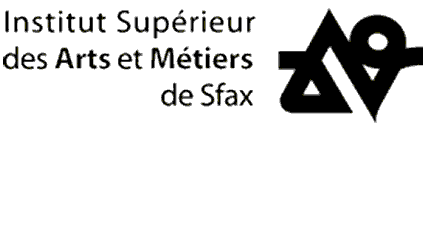 Institut Supérieur
des Arts et Métiers
de Sfax